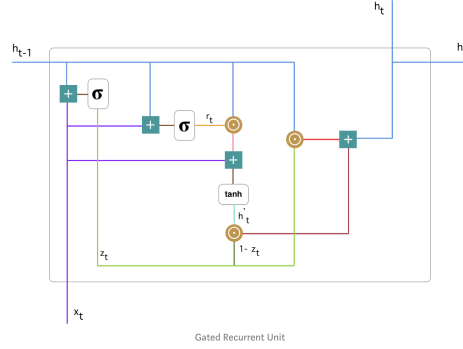 h_t
h_{t-1}
h
+
σ
+
σ
r_t
+
+
tanh
h'_t
z_t
1- z_t
x_t
Gated Recurrent Unit